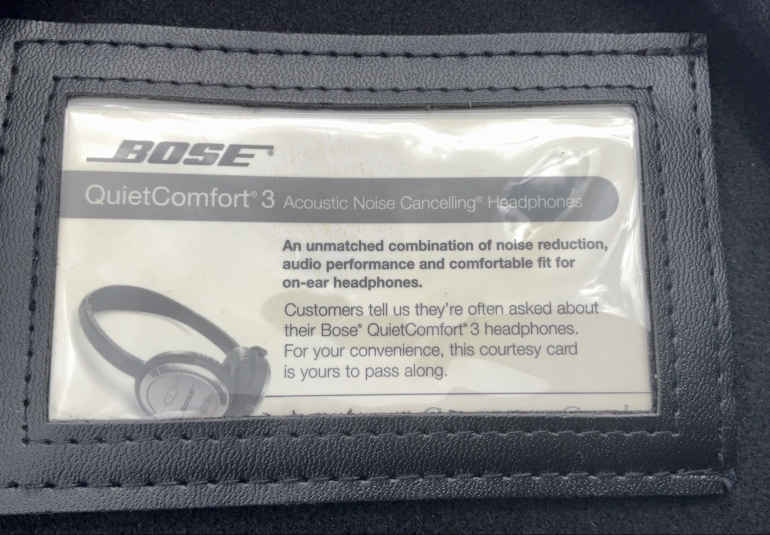 BOSE®
QuietComfort® 3 Acoustic Noise Cancelling® Headphones
An unmatched combination of noise reduction,
audio performance and comfortable fit for
on-ear headphones.
Customers tell us they're often asked about
their Bose® QuietComfort® 3 headphones.
For your convenience, this courtesy card
is yours to pass along.